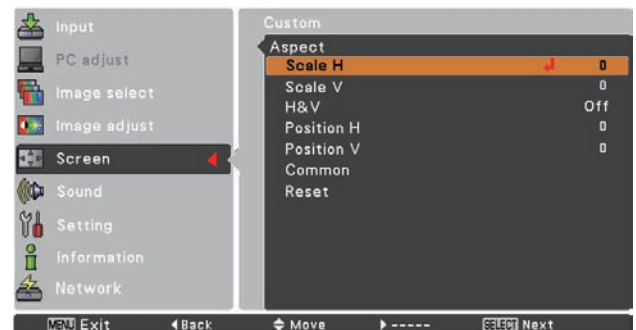 Input
PC adjust
Image select
Image adjust
Screen
Sound
Setting
Information
Network
Custom
Aspect
Scale H 0
Scale V 0
H&V Off
Position H 0
Position V 0
Common
Reset
MENU Exit Back Move ----- SELECT Next